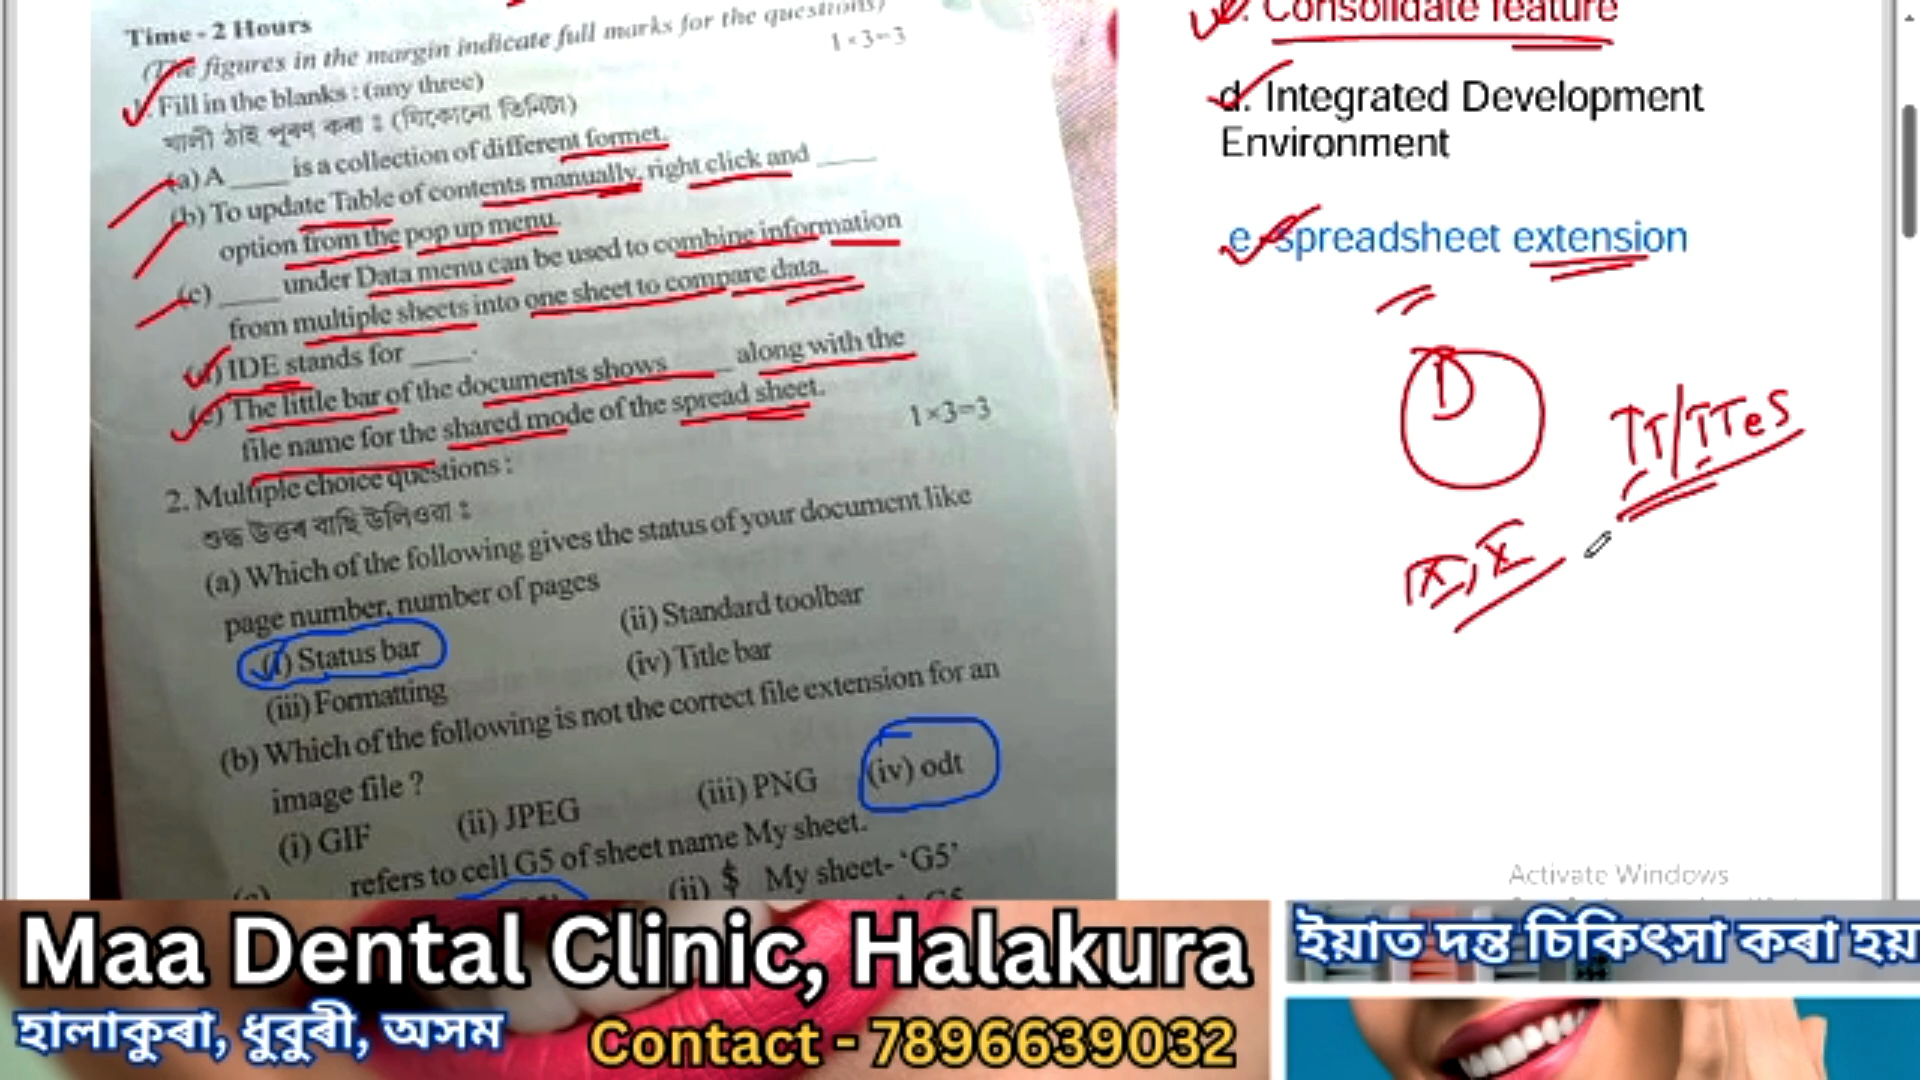 Time - 2 Hours
(The figures in the margin indicate full marks for the questions)
1×3=3
1. Fill in the blanks : (any three)
খালী ঠাই পূৰণ কৰা : (যিকোনো তিনিটা)
(a) A ____ is a collection of different formet.
(b) To update Table of contents manually, right click and ____
option from the pop up menu.
(c) ____ under Data menu can be used to combine information
from multiple sheets into one sheet to compare data.
(d) IDE stands for ____.
(e) The little bar of the documents shows ____ along with the
file name for the shared mode of the spread sheet.
1×3=3
2. Multiple choice questions :
শুদ্ধ উত্তৰ বাছি উলিওৱা :
(a) Which of the following gives the status of your document like
page number, number of pages
(i) Status bar
(ii) Standard toolbar
(iii) Formatting
(iv) Title bar
(b) Which of the following is not the correct file extension for an
image file ?
(i) GIF
(ii) JPEG
(iii) PNG
(iv) odt
refers to cell G5 of sheet name My sheet.
(ii) $ My sheet- ‘G5’
Consolidate feature
d. Integrated Development
Environment
e. spreadsheet extension
D
IT/ITes
IX, X
Activate Windows
Maa Dental Clinic, Halakura
হালাকুৰা, ধুবুৰী, অসম
Contact - 7896639032
ইয়াত দন্ত চিকিৎসা কৰা হয়